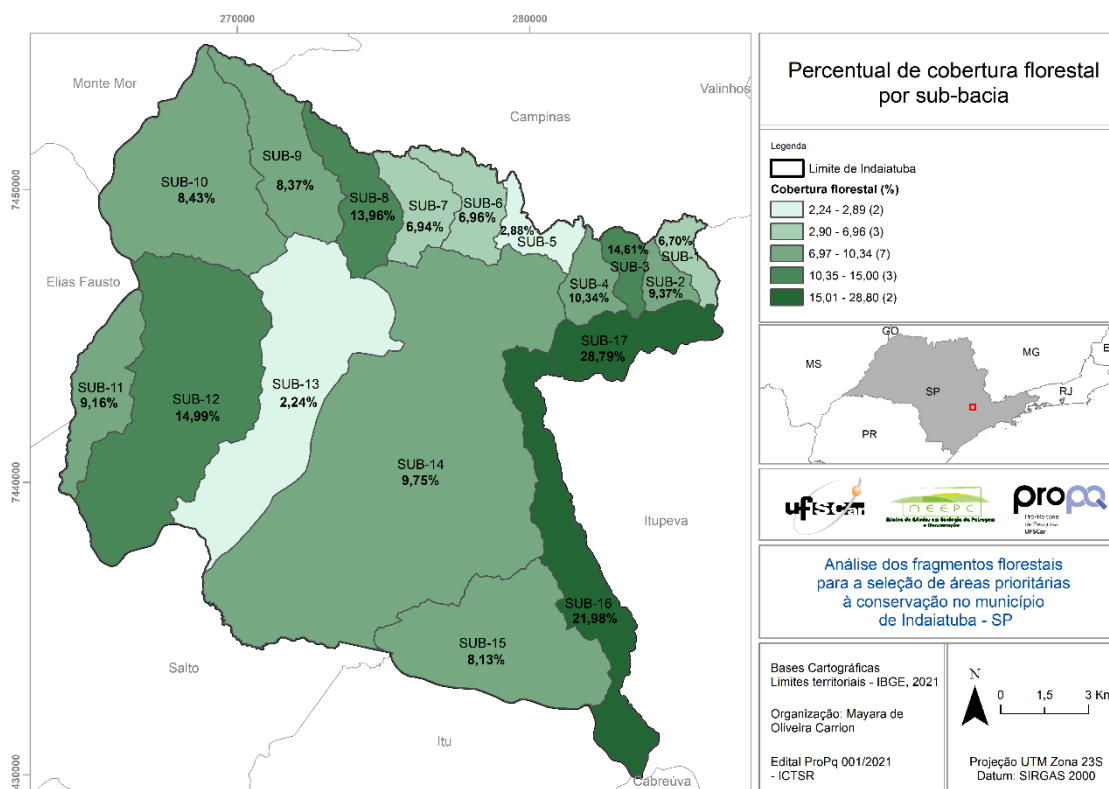 270000
280000
7450000
7440000
430000
Monte Mor
Campinas
Valinhos
Elias Fausto
Itupeva
Salto
Itu
Cabreúva
SUB-10
8,43%
SUB-9
8,37%
SUB-8
13,96%
SUB-7
6,94%
SUB-6
6,96%
2,88%
SUB-5
SUB-4
10,34%
14,61%
SUB-3
6,70%
SUB-1
SUB-2
9,37%
SUB-17
28,79%
SUB-11
9,16%
SUB-12
14,99%
SUB-13
2,24%
SUB-14
9,75%
SUB-16
21,98%
SUB-15
8,13%
Percentual de cobertura florestal
por sub-bacia
Legenda
Limite de Indaiatuba
Cobertura florestal (%)
2,24 - 2,89 (2)
2,90 - 6,96 (3)
6,97 - 10,34 (7)
10,35 - 15,00 (3)
15,01 - 28,80 (2)
GO
MS
MG
E
SP
RJ
PR
ufscar
NEEPC
proPQ
Pró-Reitoria
de Pesquisa
UFSCar
Análise dos fragmentos florestais
para a seleção de áreas prioritárias
à conservação no município
de Indaiatuba - SP
Bases Cartográficas
Limites territoriais - IBGE, 2021
Organização: Mayara de
Oliveira Carrion
Edital ProPq 001/2021
- ICTSR
N
0 1,5 3 Km
Projeção UTM Zona 23S
Datum: SIRGAS 2000